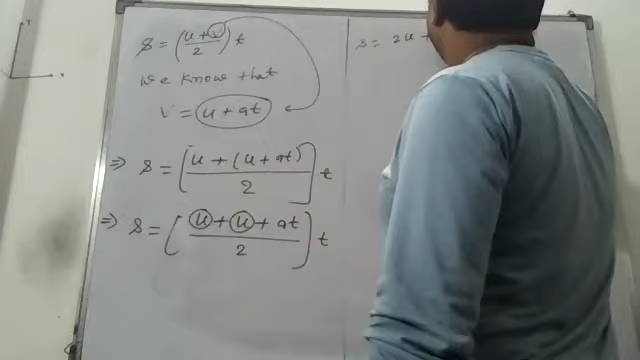 s = (u+v/2) t
we know that
v = u + at
⇒ s = [u + (u + at)/2] t
⇒ s = [u + u + at/2] t
s = 2u +